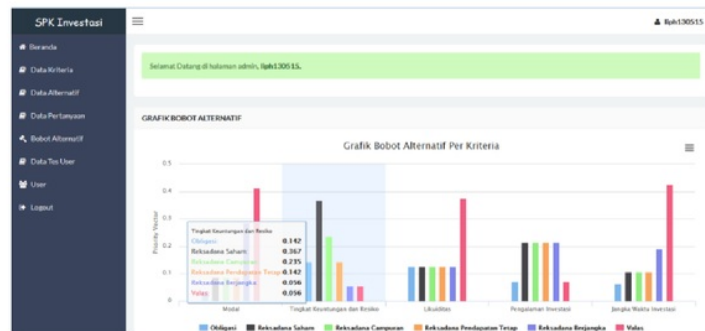 SPK Investasi
liph130515
Beranda
Data Kriteria
Data Alternatif
Data Pertanyaan
Bobot Alternatif
Data Tes User
User
Logout
Selamat Datang di halaman admin, liph130515.
GRAFIK BOBOT ALTERNATIF
Grafik Bobot Alternatif Per Kriteria
Priority Vector
0.5
0.4
0.3
0.2
0.1
0
Tingkat Keuntungan dan Resiko
Obligasi: 0.142
Reksadana Saham: 0.367
Reksadana Campuran: 0.235
Reksadana Pendapatan Tetap: 0.142
Reksadana Berjangka: 0.056
Valas: 0.056
Modal
Tingkat Keuntungan dan Resiko
Likuiditas
Pengalaman Investasi
Jangka Waktu Investasi
Obligasi Reksadana Saham Reksadana Campuran Reksadana Pendapatan Tetap Reksadana Berjangka Valas